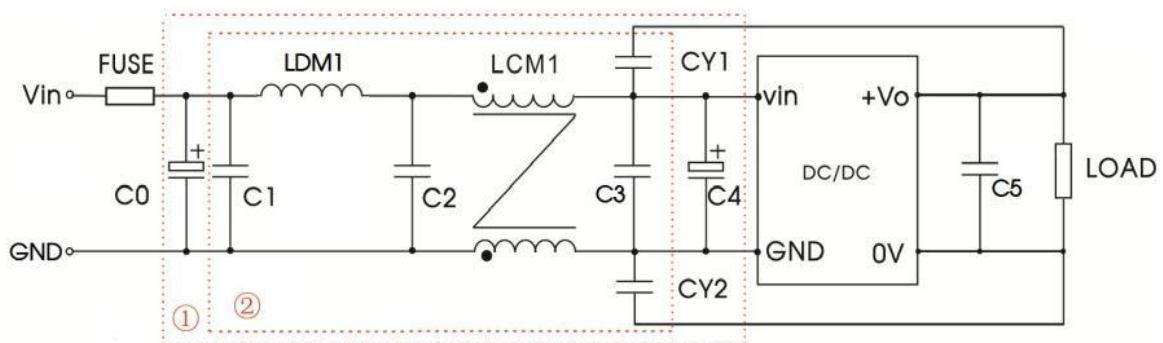 FUSE
LDM1
LCM1
CY1
Vin
vin
+Vo
C0
C1
C2
C3
C4
DC/DC
C5
LOAD
GND
GND
0V
CY2
①
②